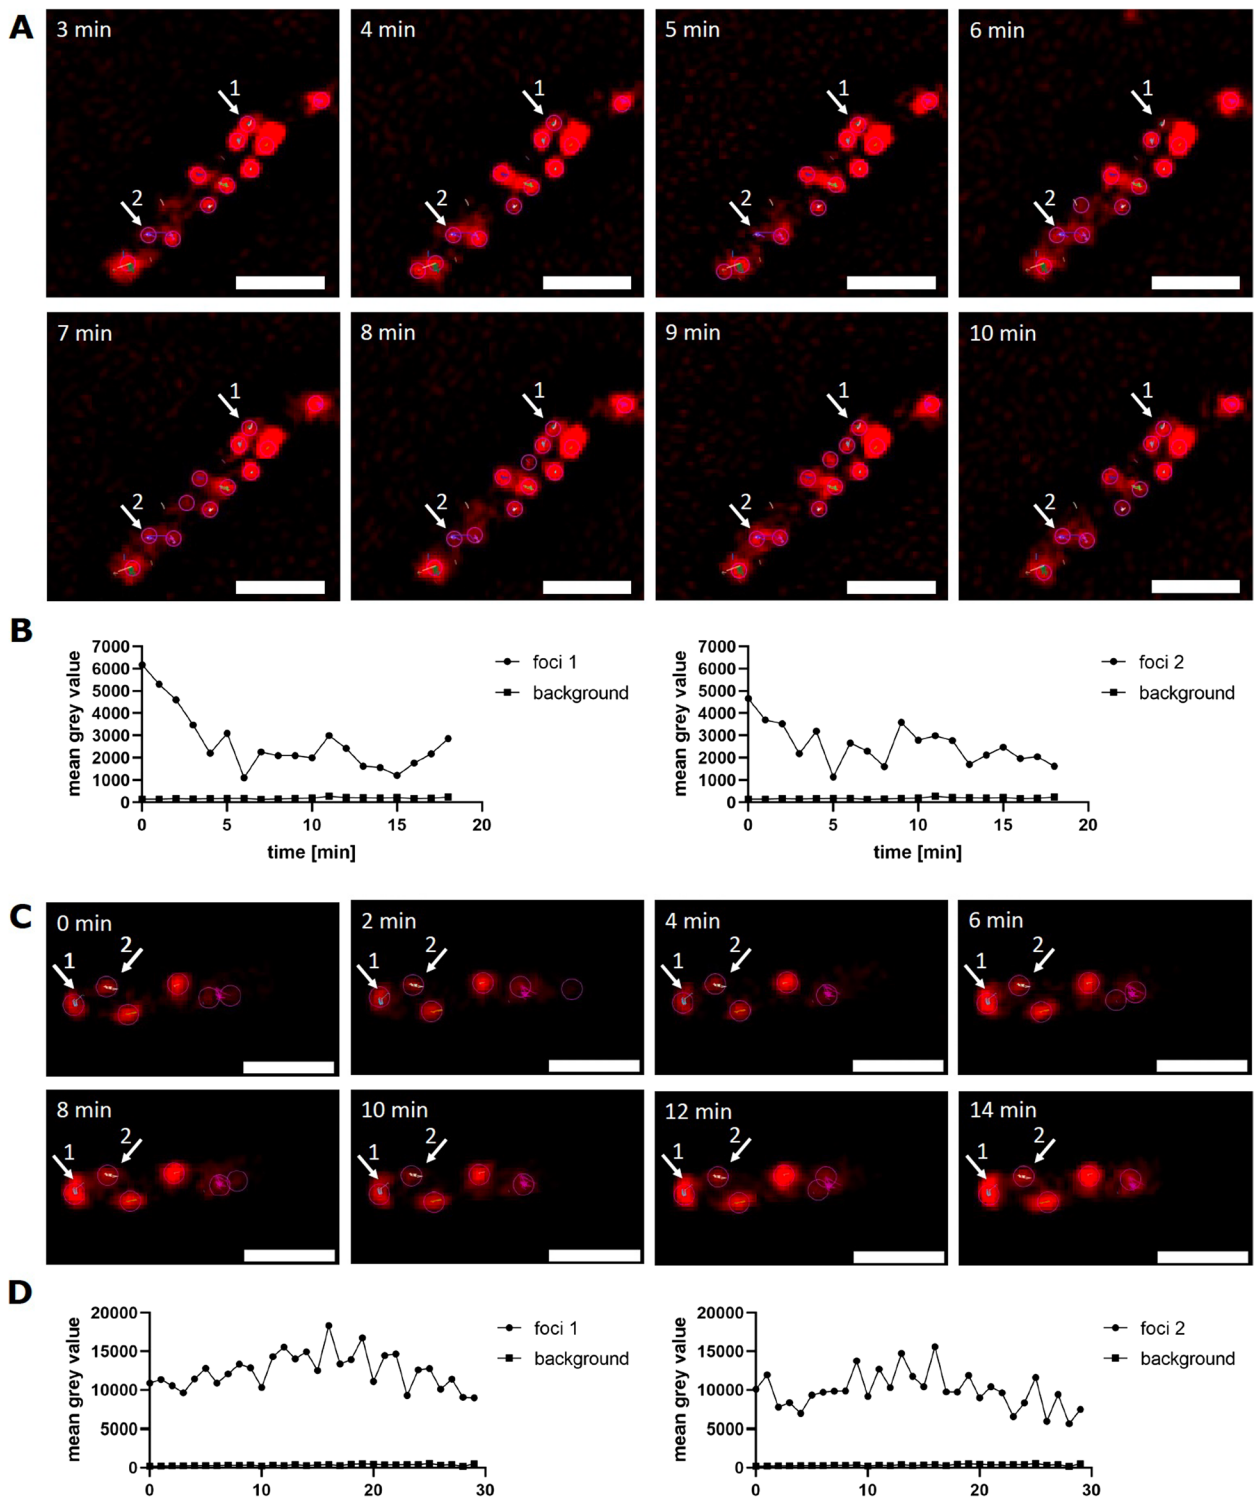 A
3 min
4 min
5 min
6 min
1
1
1
1
2
2
2
2
7 min
8 min
9 min
10 min
1
1
1
1
2
2
2
2
B
7000
6000
5000
4000
3000
2000
1000
0
mean grey value
0 5 10 15 20
time [min]
foci 1
background
7000
6000
5000
4000
3000
2000
1000
0
mean grey value
0 5 10 15 20
time [min]
foci 2
background
C
0 min
2 min
4 min
6 min
1 2
1 2
1 2
1 2
8 min
10 min
12 min
14 min
1 2
1 2
1 2
1 2
D
20000
15000
10000
5000
0
mean grey value
0 10 20 30
foci 1
background
20000
15000
10000
5000
0
mean grey value
0 10 20 30
foci 2
background